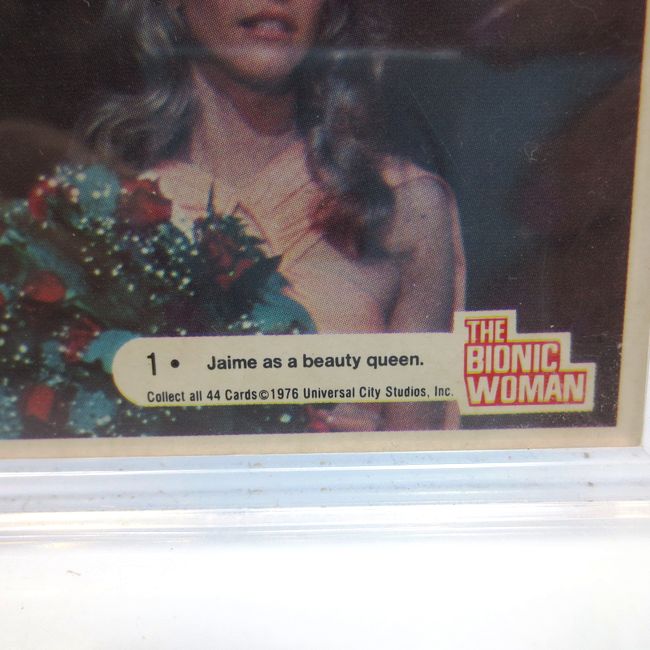 1 • Jaime as a beauty queen.
Collect all 44 Cards©1976 Universal City Studios, Inc.
THE
BIONIC
WOMAN